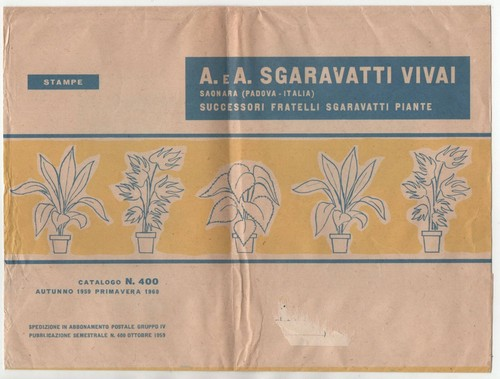 STAMPE
A. E A. SGARAVATTI VIVAI
SAONARA (PADOVA - ITALIA)
SUCCESSORI FRATELLI SGARAVATTI PIANTE
CATALOGO N. 400
AUTUNNO 1959 PRIMAVERA 1960
SPEDIZIONE IN ABBONAMENTO POSTALE GRUPPO IV
PUBBLICAZIONE SEMESTRALE N. 400 OTTOBRE 1959